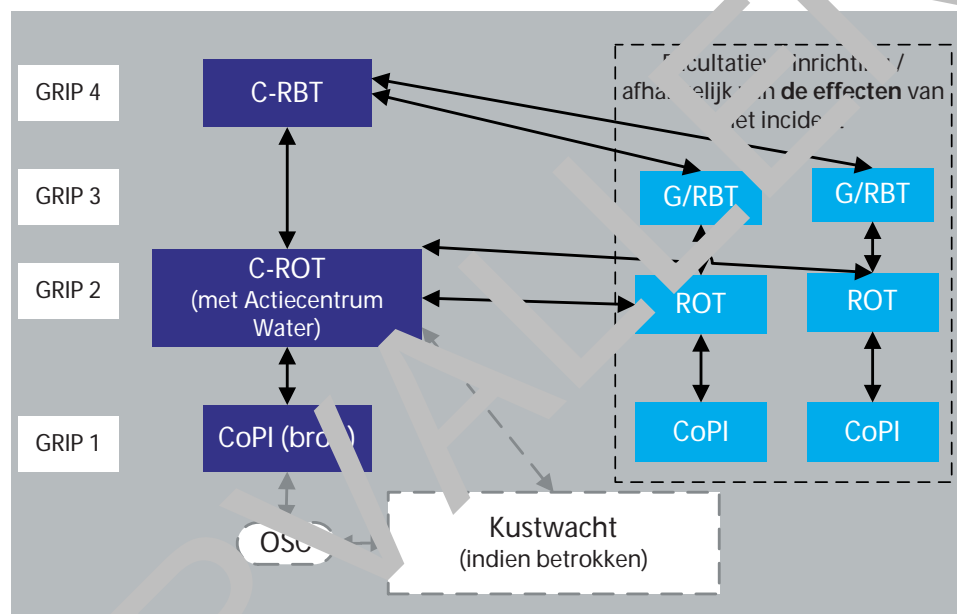 GRIP 4
C-RBT
/
de effecten van
GRIP 3
G/RBT
G/RBT
GRIP 2
C-ROT
(met Actiecentrum
Water)
ROT
ROT
GRIP 1
CoPI
CoPI
CoPI
Kustwacht
(indien betrokken)